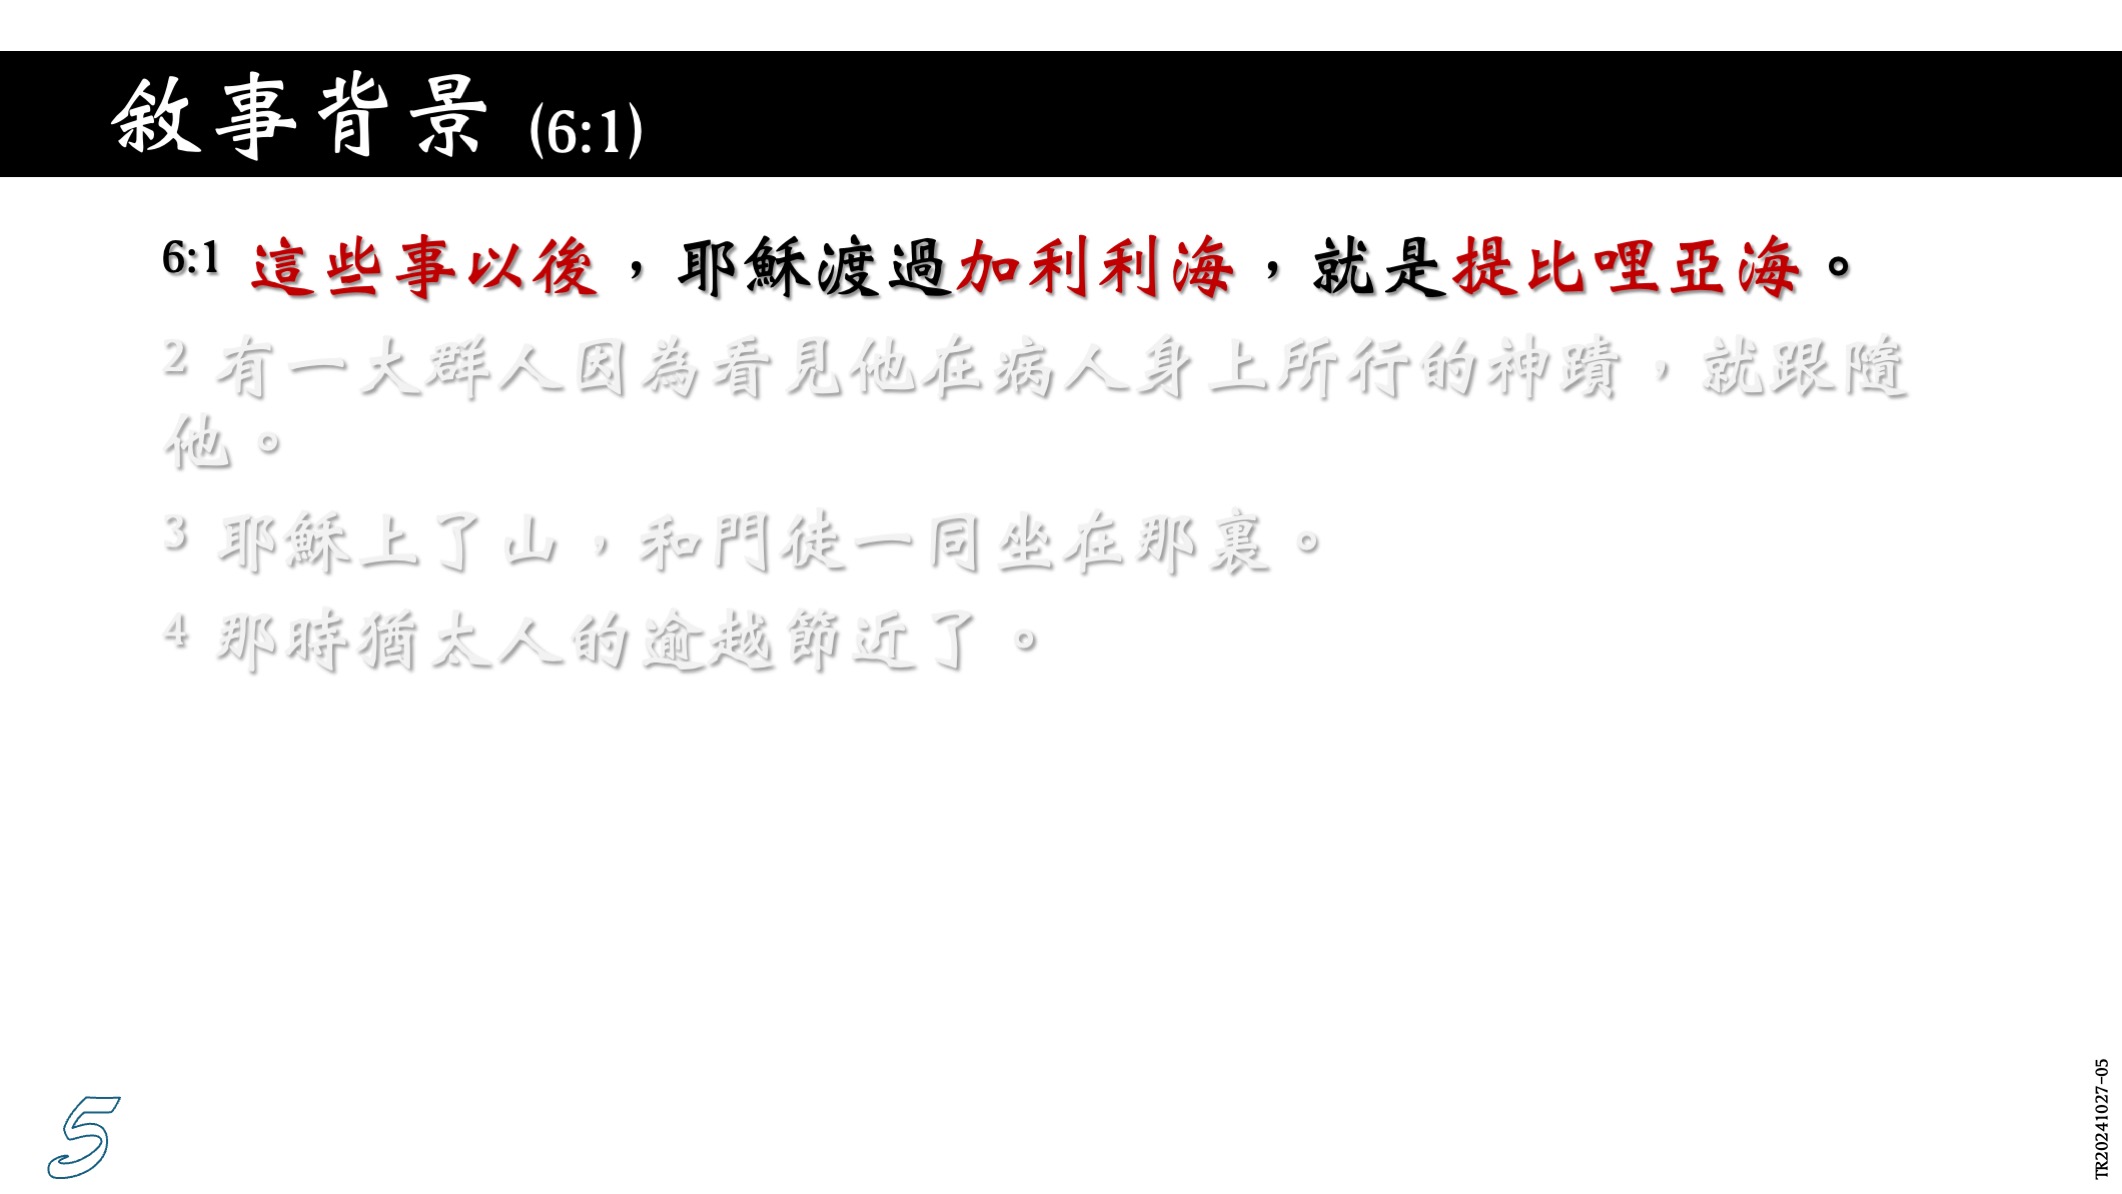 敘事背景 (6:1)
6:1 這些事以後，耶穌渡過加利利海，就是提比哩亞海。
2 有一大群人因為看見他在病人身上所行的神蹟，就跟隨
他。
3 耶穌上了山，和門徒一同坐在那裏。
4 那時猶太人的逾越節近了。
5
TR20241027-05